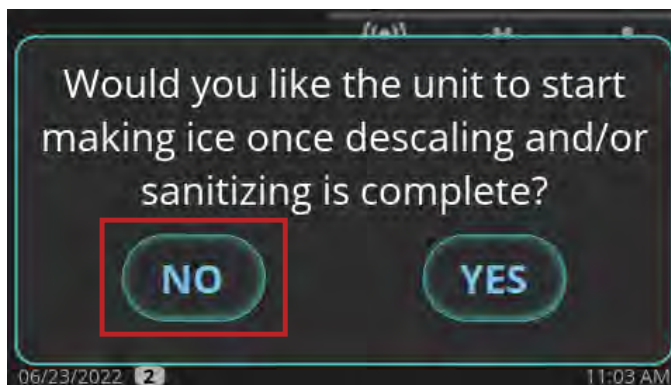 Would you like the unit to start
making ice once descaling and/or
sanitizing is complete?
NO YES
06/23/2022 2 11:03 AM